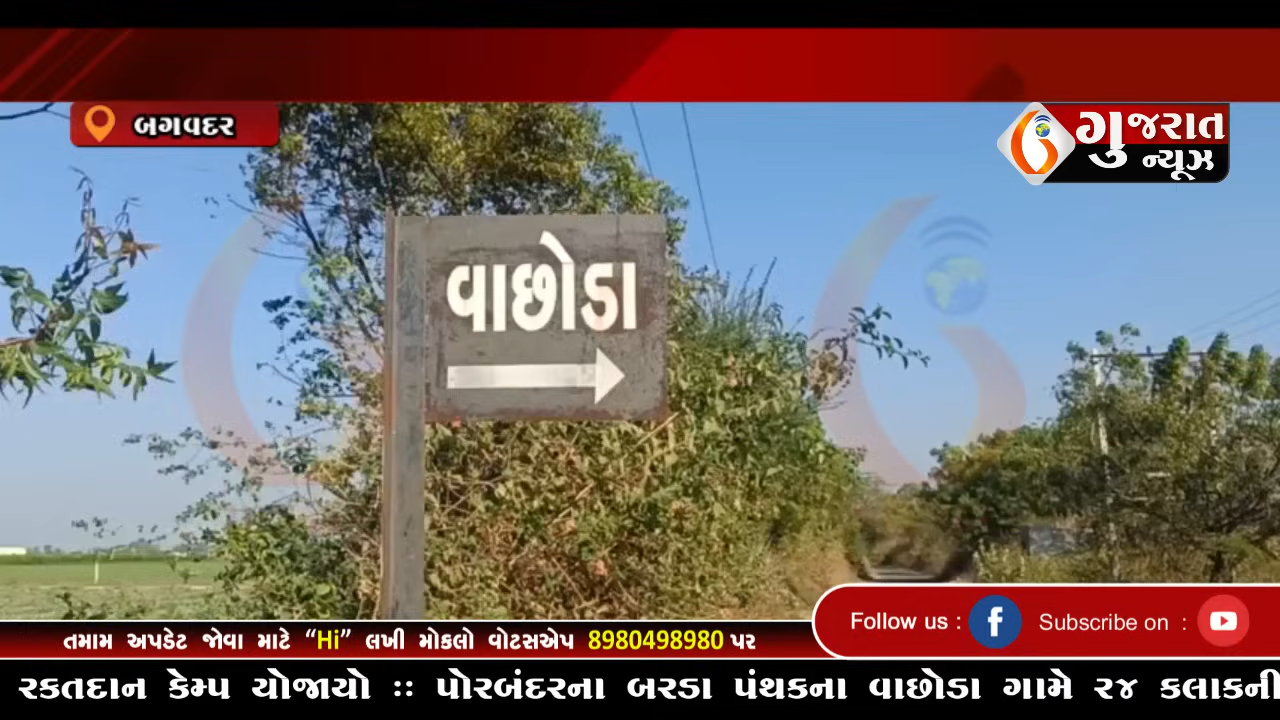 બગવદર
ગુજરાત
ન્યૂઝ
વાછોડા
Follow us :
Subscribe on :
તમામ અપડેટ જોવા માટે “Hi” લખી મોકલો વોટસએપ 8980498980 પર
રકતદાન કેમ્પ યોજાયો :: પોરબંદરના બરડા પંથકના વાછોડા ગામે ૨૪ કલાકની